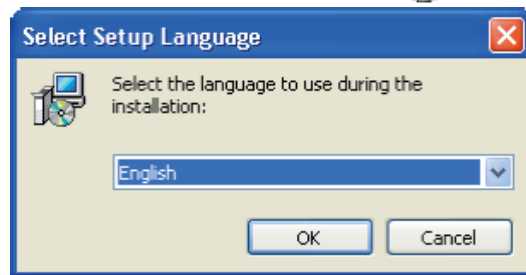 Select Setup Language
Select the language to use during the
installation:
English
OK
Cancel